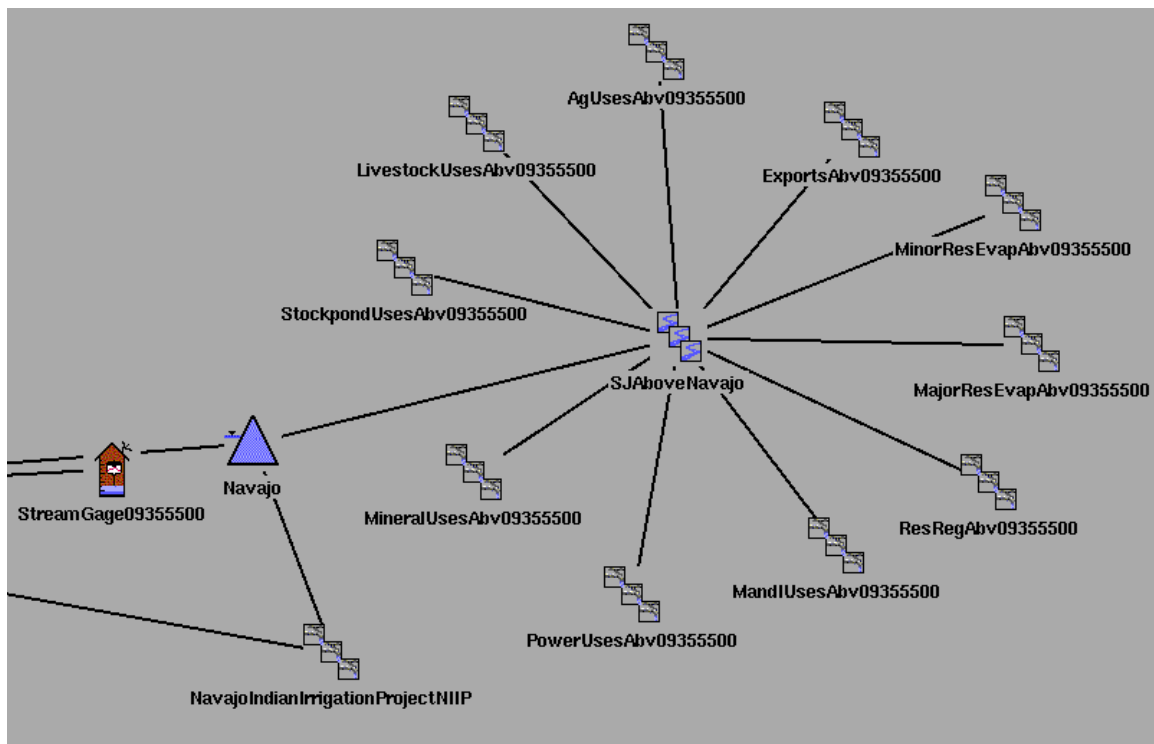 AgUsesAbv09355500
LivestockUsesAbv09355500
ExportsAbv09355500
MinorResEvapAbv09355500
StockpondUsesAbv09355500
SJAboveNavajo
MajorResEvapAbv09355500
Navajo
StreamGage09355500
MineralUsesAbv09355500
ResRegAbv09355500
MandIUsesAbv09355500
PowerUsesAbv09355500
NavajoIndianIrrigationProjectNIIP